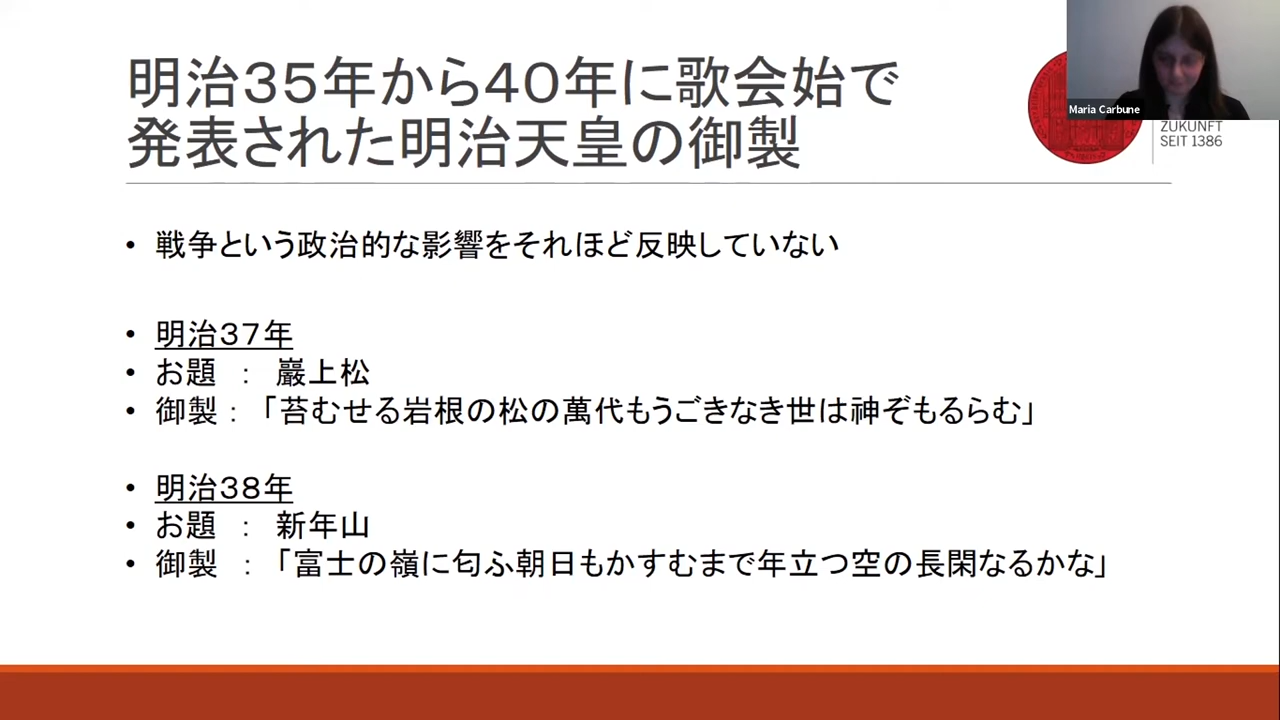 明治３５年から４０年に歌会始で
発表された明治天皇の御製
Maria Carbune
ZUKUNFT
SEIT 1386
• 戦争という政治的な影響をそれほど反映していない
• 明治３７年
• お題 ： 巖上松
• 御製： 「苔むせる岩根の松の萬代もうごきなき世は神ぞもるらむ」
• 明治３８年
• お題 ： 新年山
• 御製 ： 「富士の嶺に匂ふ朝日もかすむまで年立つ空の長閑なるかな」